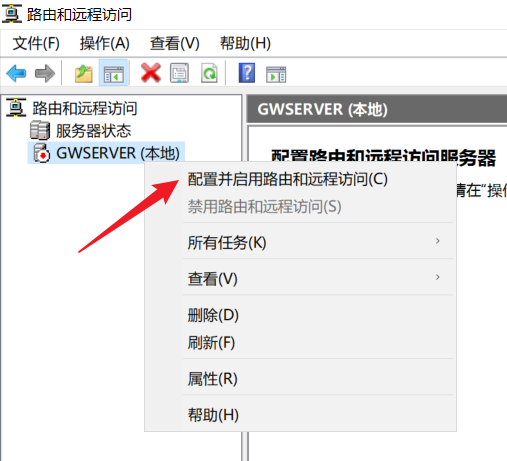 路由和远程访问
文件(F) 操作(A) 查看(V) 帮助(H)
路由和远程访问
服务器状态
GWSERVER (本地)
GWSERVER (本地)
配置路由和远程访问服务器
请在“操作
配置并启用路由和远程访问(C)
禁用路由和远程访问(S)
所有任务(K)
查看(V)
删除(D)
刷新(F)
属性(R)
帮助(H)